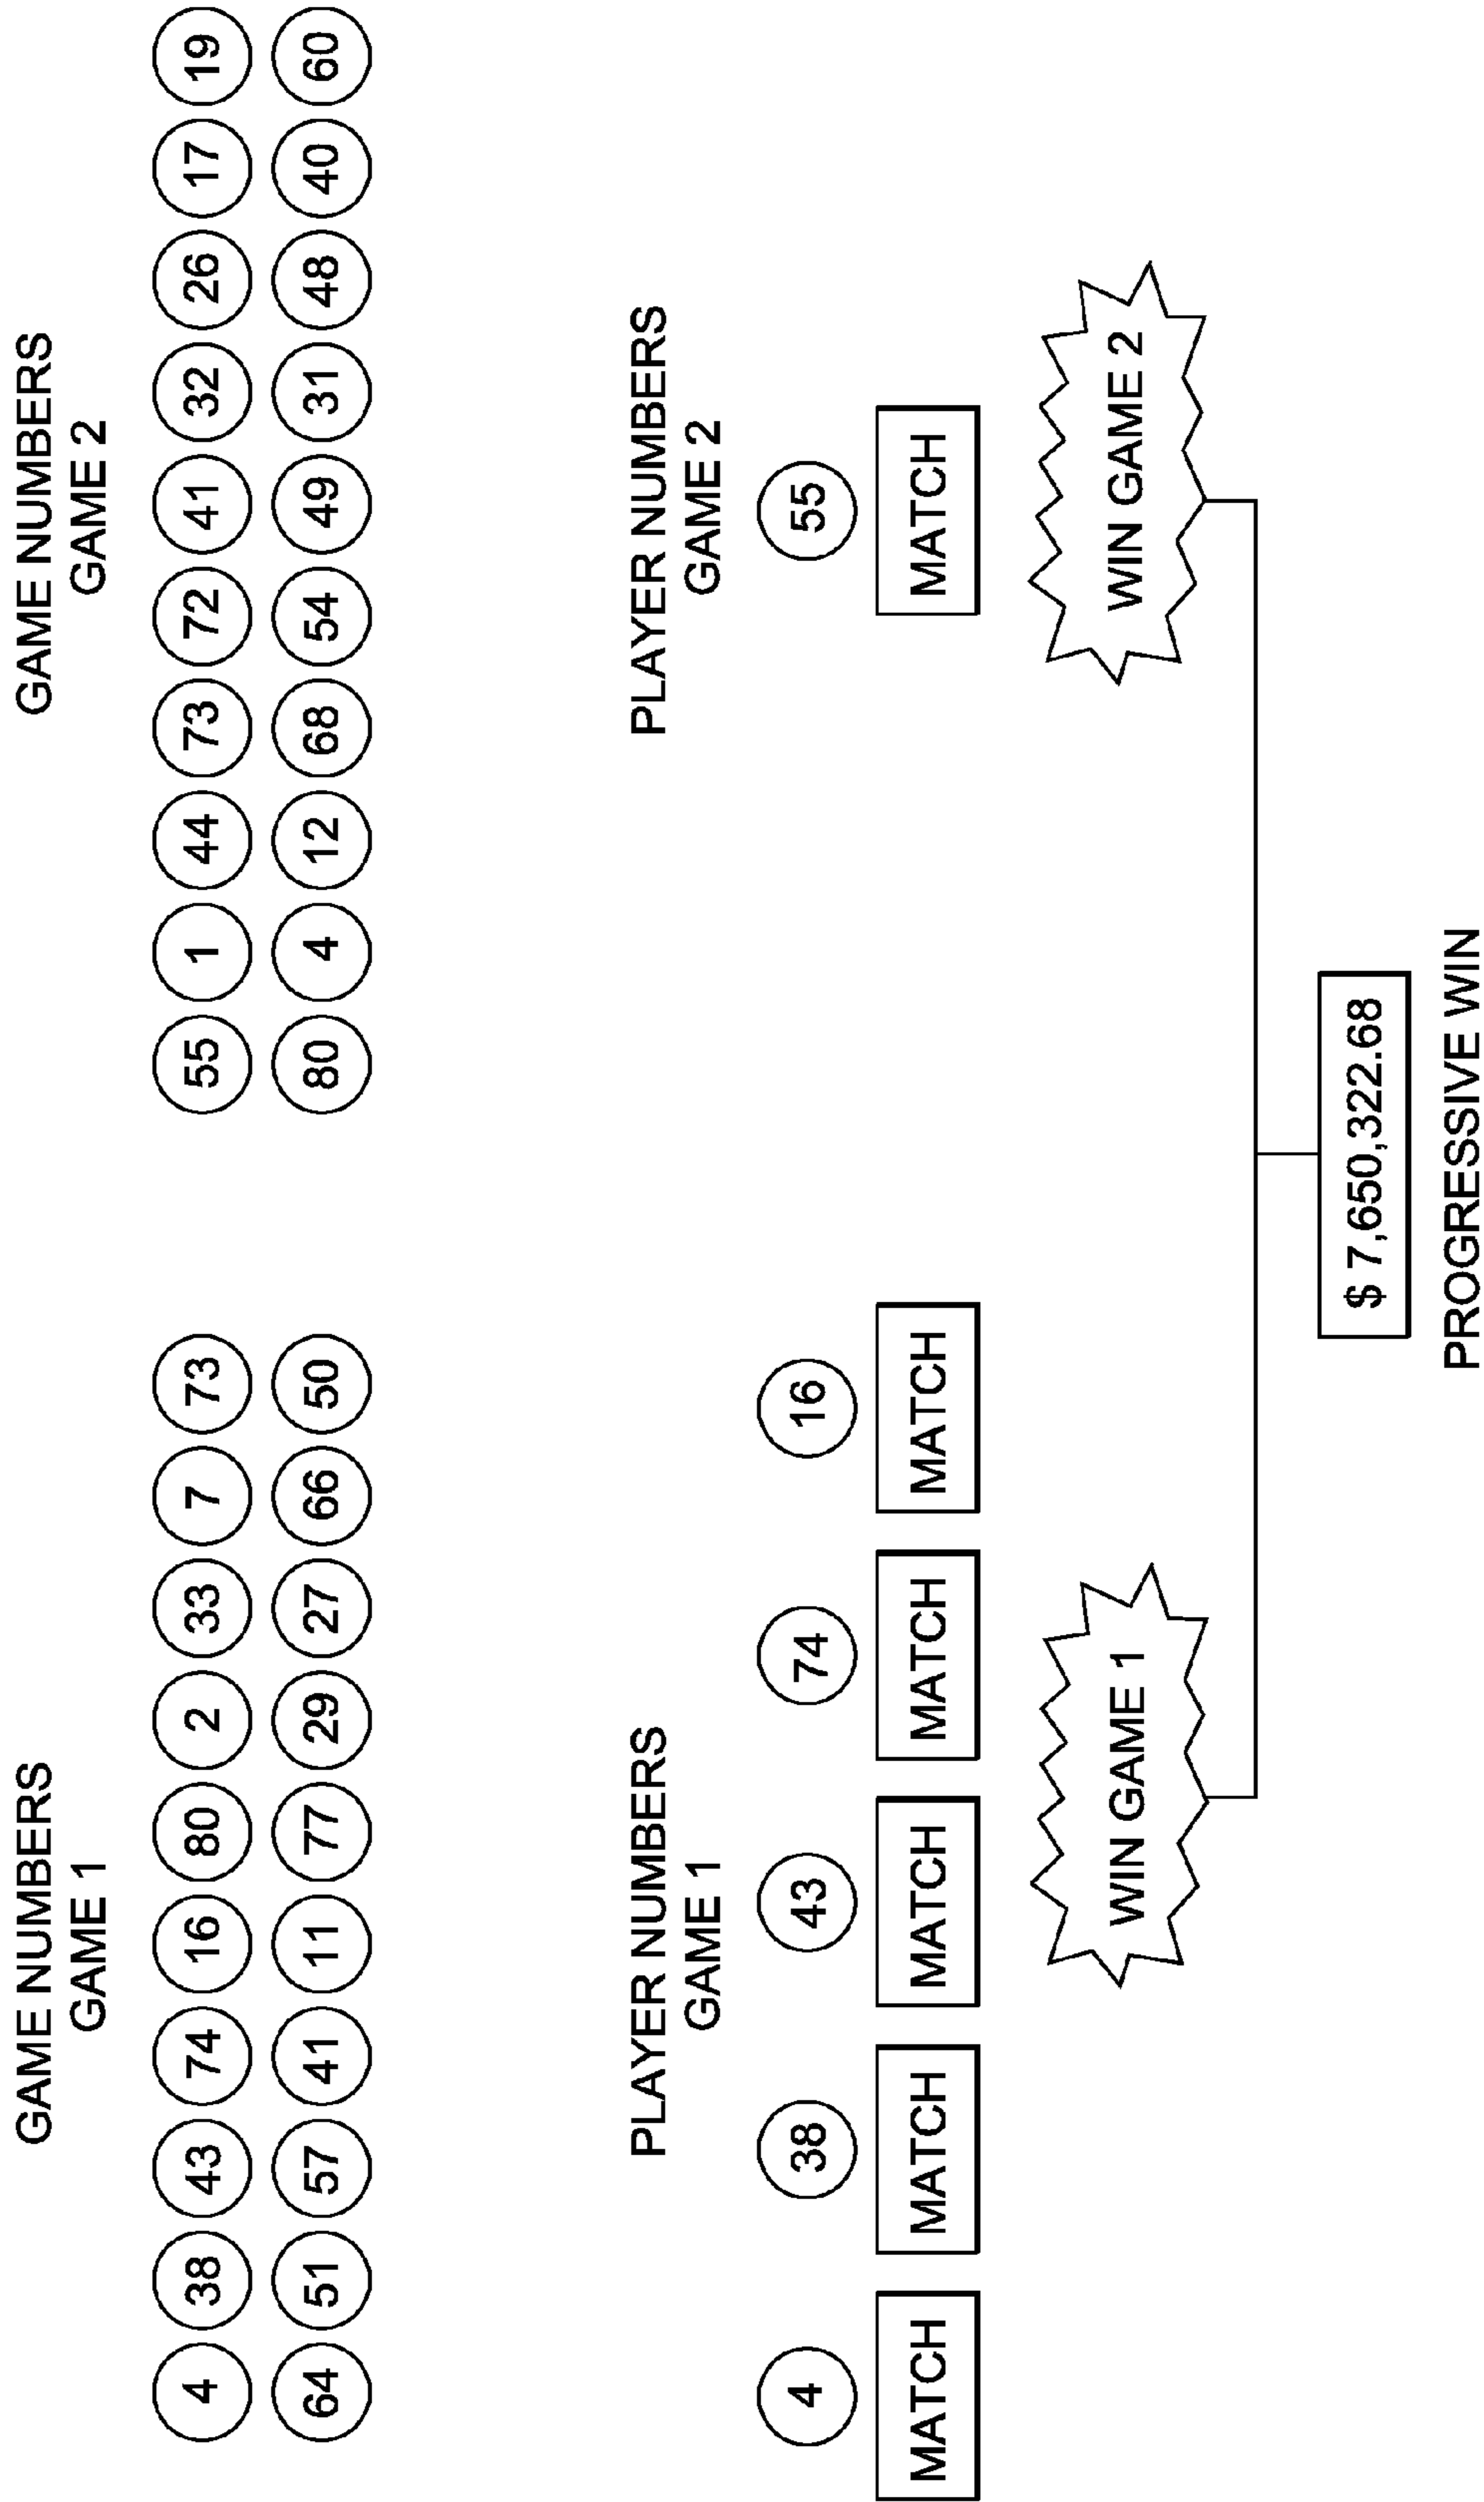 GAME NUMBERS
GAME 1
4 38 43 74 16 80 2 33 7 73
64 51 57 41 11 77 29 27 66 50
GAME NUMBERS
GAME 2
55 1 44 73 72 41 32 26 17 19
80 4 12 68 54 49 31 48 40 60
PLAYER NUMBERS
GAME 1
4 38 43 74 16
MATCH MATCH MATCH MATCH MATCH
WIN GAME 1
PLAYER NUMBERS
GAME 2
55
MATCH
WIN GAME 2
$ 7,650,322.68
PROGRESSIVE WIN